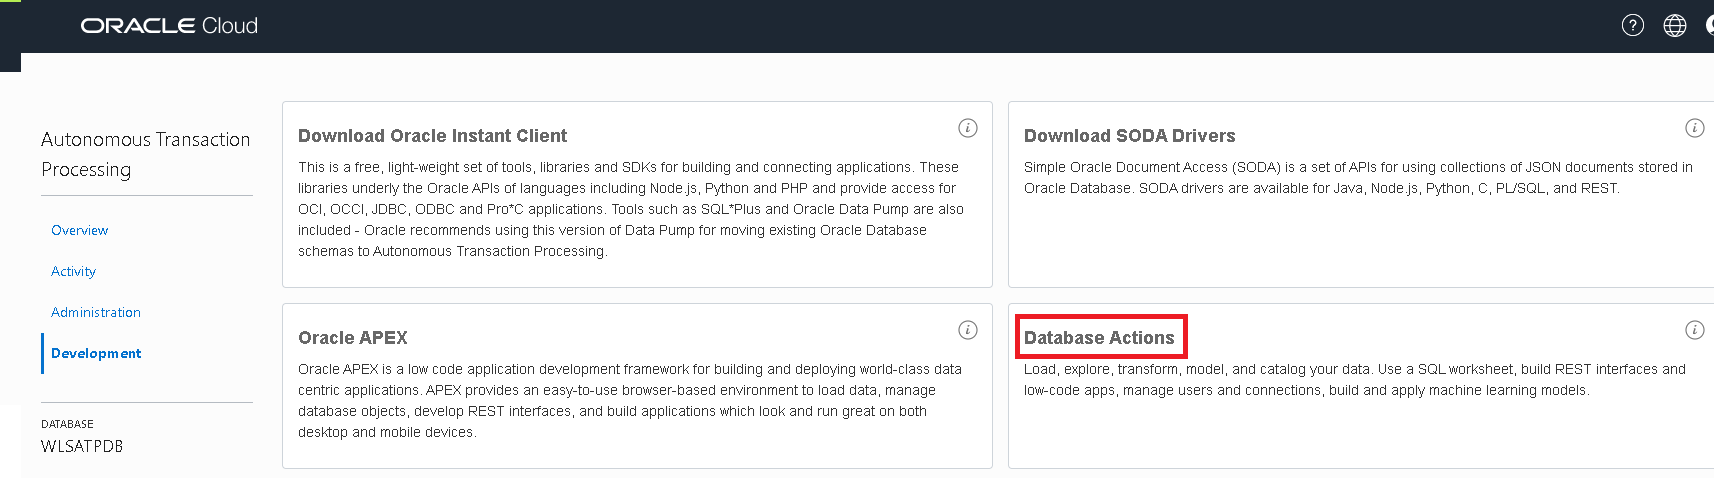 ORACLE Cloud
Autonomous Transaction
Processing
Overview
Activity
Administration
Development
DATABASE
WLSATPDB
Download Oracle Instant Client
This is a free, light-weight set of tools, libraries and SDKs for building and connecting applications. These
libraries underly the Oracle APIs of languages including Node.js, Python and PHP and provide access for
OCI, OCCI, JDBC, ODBC and Pro*C applications. Tools such as SQL*Plus and Oracle Data Pump are also
included - Oracle recommends using this version of Data Pump for moving existing Oracle Database
schemas to Autonomous Transaction Processing.
Download SODA Drivers
Simple Oracle Document Access (SODA) is a set of APIs for using collections of JSON documents stored in
Oracle Database. SODA drivers are available for Java, Node.js, Python, C, PL/SQL, and REST.
Oracle APEX
Oracle APEX is a low code application development framework for building and deploying world-class data
centric applications. APEX provides an easy-to-use browser-based environment to load data, manage
database objects, develop REST interfaces, and build applications which look and run great on both
desktop and mobile devices.
Database Actions
Load, explore, transform, model, and catalog your data. Use a SQL worksheet, build REST interfaces and
low-code apps, manage users and connections, build and apply machine learning models.